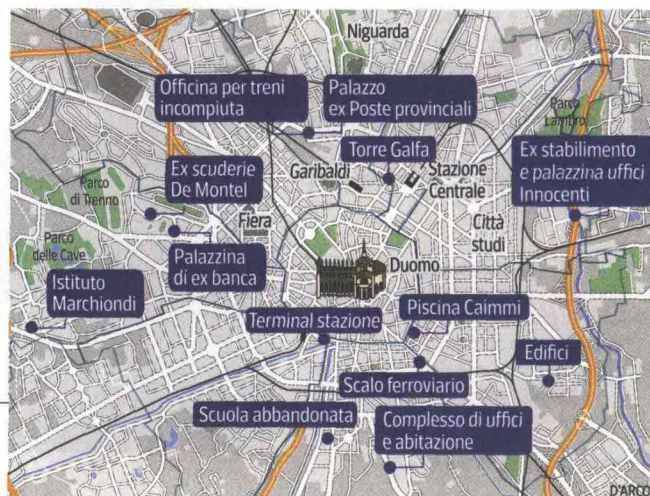 Niguarda
Officina per treni
incompiuta
Palazzo
ex Poste provinciali
Parco
Lambro
Torre Galfa
Ex stabilimento
e palazzina uffici
Innocenti
Ex scuderie
De Montel
Garibaldi
Stazione
Centrale
Parco
di Trenno
Fiera
Città
studi
Parco
delle Cave
Palazzina
di ex banca
Duomo
Istituto
Marchiondi
Terminal stazione
Piscina Caimmi
Edifici
Scalo ferroviario
Scuola abbandonata
Complesso di uffici
e abitazione
D'ARCO